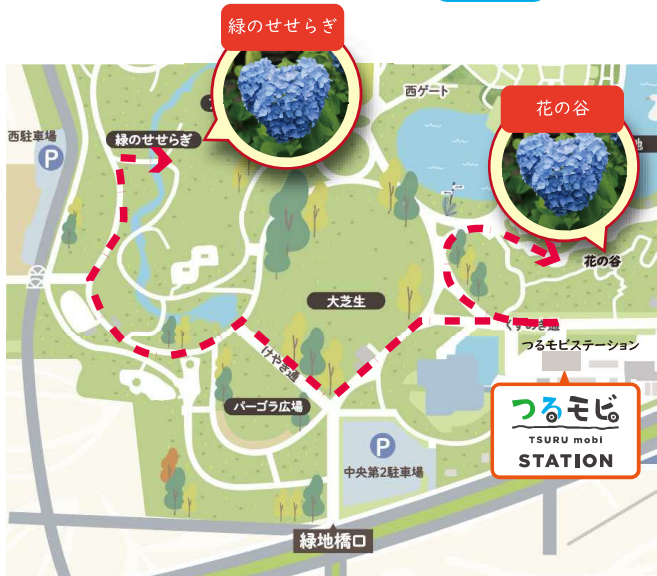 緑のせせらぎ
花の谷
西ゲート
西駐車場
P
緑のせせらぎ
花の谷
大芝生
くすのき通
つるモビステーション
けやき通
パーゴラ広場
つるモビ
TSURU mobi
STATION
P
中央第2駐車場
緑地橋口